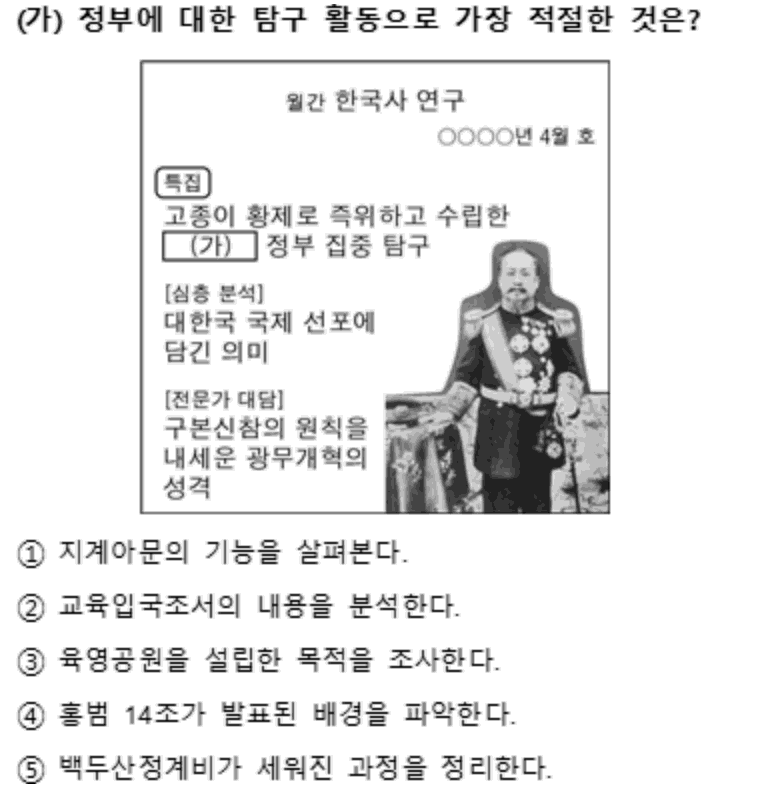 (가) 정부에 대한 탐구 활동으로 가장 적절한 것은?
월간 한국사 연구
○○○○년 4월 호
특집
고종이 황제로 즉위하고 수립한
(가) 정부 집중 탐구
[심층 분석]
대한국 국제 선포에
담긴 의미
[전문가 대담]
구본신참의 원칙을
내세운 광무개혁의
성격
① 지계아문의 기능을 살펴본다.
② 교육입국조서의 내용을 분석한다.
③ 육영공원을 설립한 목적을 조사한다.
④ 홍범 14조가 발표된 배경을 파악한다.
⑤ 백두산정계비가 세워진 과정을 정리한다.